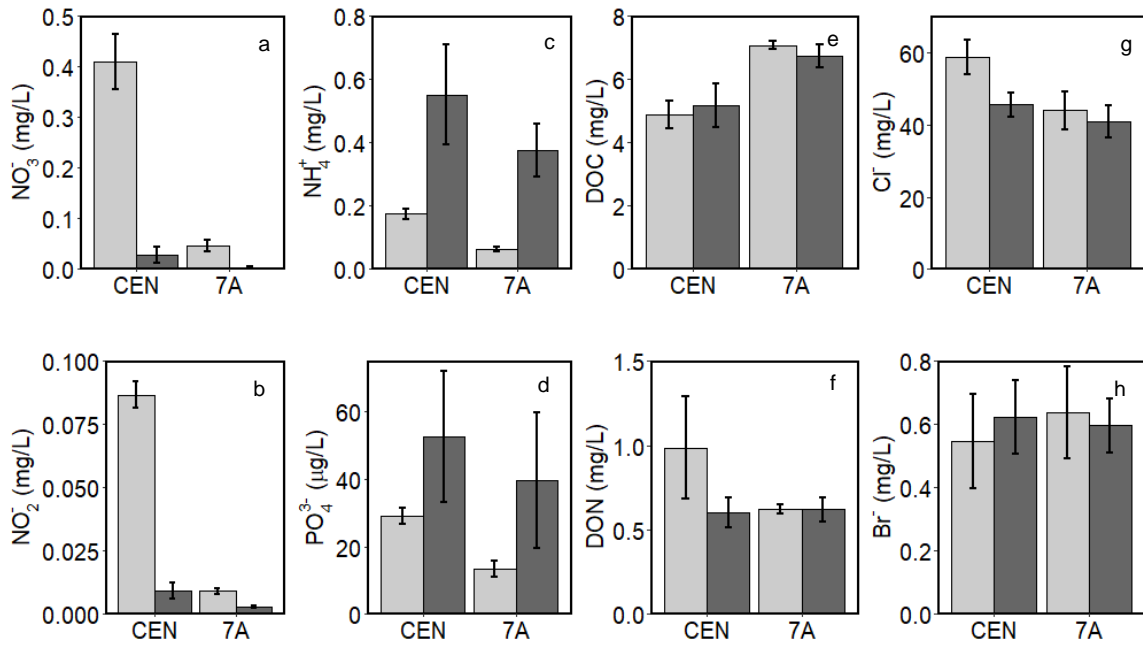 a
NO₃⁻ (mg/L)
0.5
0.4
0.3
0.2
0.1
0.0
CEN 7A
c
NH₄⁺ (mg/L)
0.8
0.6
0.4
0.2
0.0
CEN 7A
e
DOC (mg/L)
8
6
4
2
0
CEN 7A
g
Cl⁻ (mg/L)
60
40
20
0
CEN 7A
b
NO₂⁻ (mg/L)
0.100
0.075
0.050
0.025
0.000
CEN 7A
d
PO₄³⁻ (µg/L)
60
40
20
0
CEN 7A
f
DON (mg/L)
1.5
1.0
0.5
0.0
CEN 7A
h
Br⁻ (mg/L)
0.8
0.6
0.4
0.2
0.0
CEN 7A